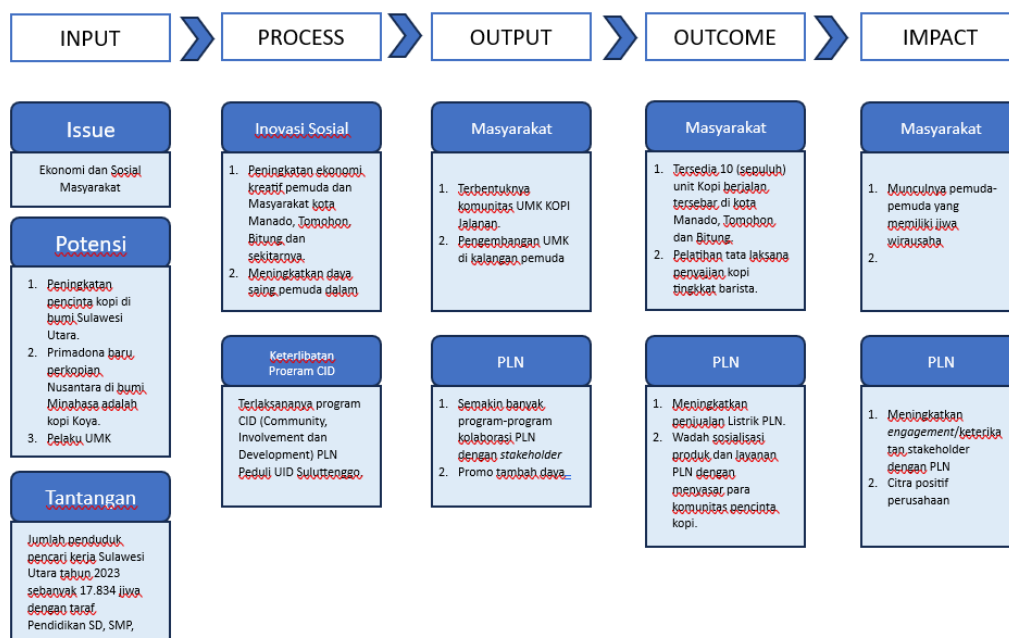 INPUT
PROCESS
OUTPUT
OUTCOME
IMPACT
Issue
Ekonomi dan Sosial
Masyarakat
Potensi
1. Peningkatan
pencinta kopi di
bumi Sulawesi
Utara.
2. Primadona baru
perkopian
Nusantara di bumi
Minahasa adalah
kopi Koya.
3. Pelaku UMK
Tantangan
Jumlah penduduk
pencari kerja Sulawesi
Utara tahun 2023
sebanyak 17.834 jiwa
dengan taraf
Pendidikan SD, SMP,
Inovasi Sosial
1. Peningkatan ekonomi
kreatif pemuda dan
Masyarakat kota
Manado, Tomohon,
Bitung dan
sekitarnya.
2. Meningkatkan daya
saing pemuda dalam
Keterlibatan
Program CID
Terlaksananya program
CID (Community,
Involvement dan
Development) PLN
Peduli UID Suluttenggo.
Masyarakat
1. Terbentuknya
komunitas UMK KOPI
Jalanan.
2. Pengembangan UMK
di kalangan pemuda
PLN
1. Semakin banyak
program-program
kolaborasi PLN
dengan stakeholder
2. Promo tambah daya
Masyarakat
1. Tersedia 10 (sepuluh)
unit Kopi berjalan
tersebar di kota
Manado, Tomohon
dan Bitung.
2. Pelatihan tata laksana
penyajian kopi
tingkkat barista.
PLN
1. Meningkatkan
penjualan Listrik PLN.
2. Wadah sosialisasi
produk dan layanan
PLN dengan
menyasar para
komunitas pencinta
kopi.
Masyarakat
1. Munculnya pemuda-
pemuda yang
memiliki jiwa
wirausaha
2.
PLN
1. Meningkatkan
engagement/keterika
tan stakeholder
dengan PLN
2. Citra positif
perusahaan